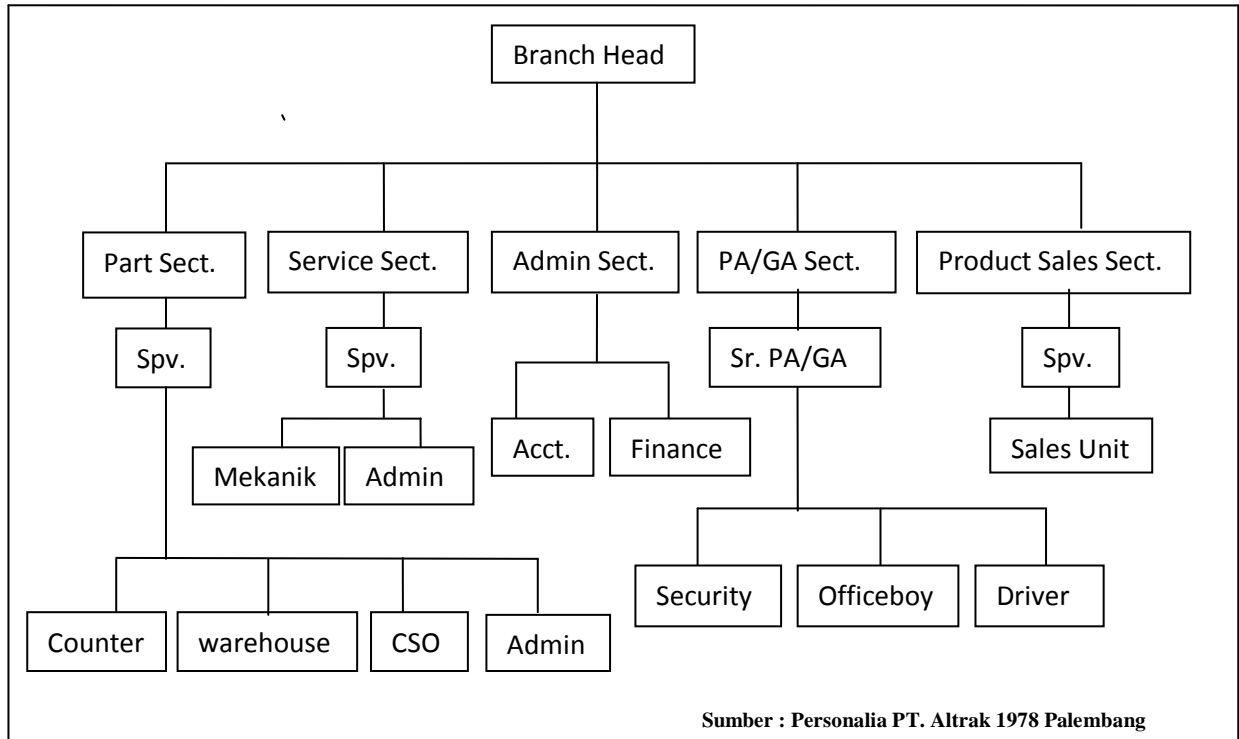 Branch Head
Part Sect.
Service Sect.
Admin Sect.
PA/GA Sect.
Product Sales Sect.
Spv.
Spv.
Sr. PA/GA
Spv.
Mekanik
Admin
Acct.
Finance
Sales Unit
Security
Officeboy
Driver
Counter
warehouse
CSO
Admin
Sumber : Personalia PT. Altrak 1978 Palembang